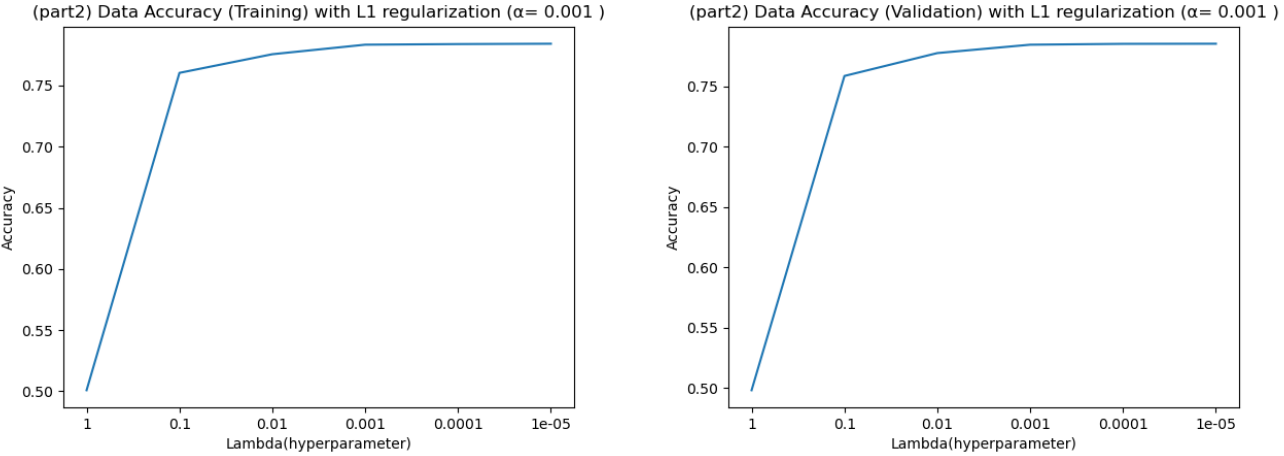 (part2) Data Accuracy (Training) with L1 regularization (α= 0.001 )
0.75
0.70
0.65
0.60
0.55
0.50
Accuracy
1 0.1 0.01 0.001 0.0001 1e-05
Lambda(hyperparameter)
(part2) Data Accuracy (Validation) with L1 regularization (α= 0.001 )
0.75
0.70
0.65
0.60
0.55
0.50
Accuracy
1 0.1 0.01 0.001 0.0001 1e-05
Lambda(hyperparameter)